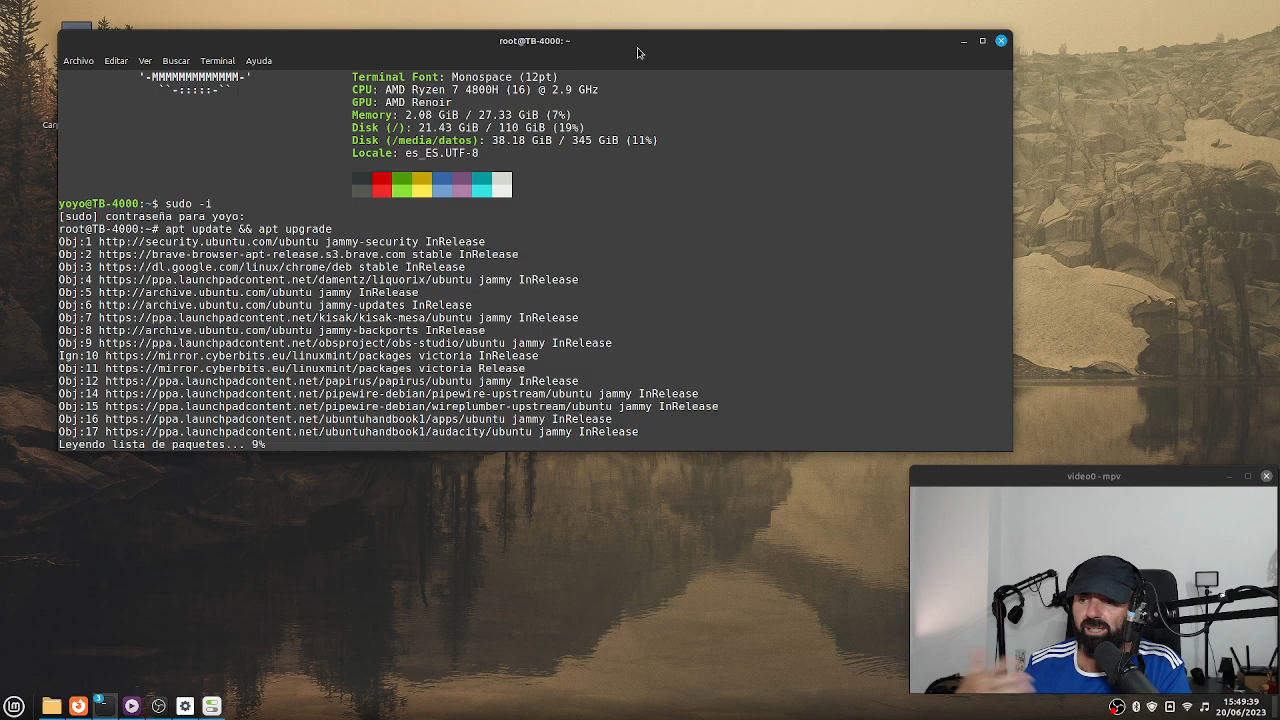 root@TB-4000: ~
Archivo Editar Ver Buscar Terminal Ayuda
'-MMMMMMMMMMMMM-'
``-:::::-``
Terminal Font: Monospace (12pt)
CPU: AMD Ryzen 7 4800H (16) @ 2.9 GHz
GPU: AMD Renoir
Memory: 2.08 GiB / 27.33 GiB (7%)
Disk (/): 21.43 GiB / 110 GiB (19%)
Disk (/media/datos): 38.18 GiB / 345 GiB (11%)
Locale: es_ES.UTF-8
yoyo@TB-4000:~$ sudo -i
[sudo] contraseña para yoyo:
root@TB-4000:~# apt update && apt upgrade
Obj:1 http://security.ubuntu.com/ubuntu jammy-security InRelease
Obj:2 https://brave-browser-apt-release.s3.brave.com stable InRelease
Obj:3 https://dl.google.com/linux/chrome/deb stable InRelease
Obj:4 https://ppa.launchpadcontent.net/damentz/liquorix/ubuntu jammy InRelease
Obj:5 http://archive.ubuntu.com/ubuntu jammy InRelease
Obj:6 http://archive.ubuntu.com/ubuntu jammy-updates InRelease
Obj:7 https://ppa.launchpadcontent.net/kisak/kisak-mesa/ubuntu jammy InRelease
Obj:8 http://archive.ubuntu.com/ubuntu jammy-backports InRelease
Obj:9 https://ppa.launchpadcontent.net/obsproject/obs-studio/ubuntu jammy InRelease
Ign:10 https://mirror.cyberbits.eu/linuxmint/packages victoria InRelease
Obj:11 https://mirror.cyberbits.eu/linuxmint/packages victoria Release
Obj:12 https://ppa.launchpadcontent.net/papirus/papirus/ubuntu jammy InRelease
Obj:14 https://ppa.launchpadcontent.net/pipewire-debian/pipewire-upstream/ubuntu jammy InRelease
Obj:15 https://ppa.launchpadcontent.net/pipewire-debian/wireplumber-upstream/ubuntu jammy InRelease
Obj:16 https://ppa.launchpadcontent.net/ubuntuhandbook1/apps/ubuntu jammy InRelease
Obj:17 https://ppa.launchpadcontent.net/ubuntuhandbook1/audacity/ubuntu jammy InRelease
Leyendo lista de paquetes... 9%
video0 - mpv
3
15:49:39
20/06/2023